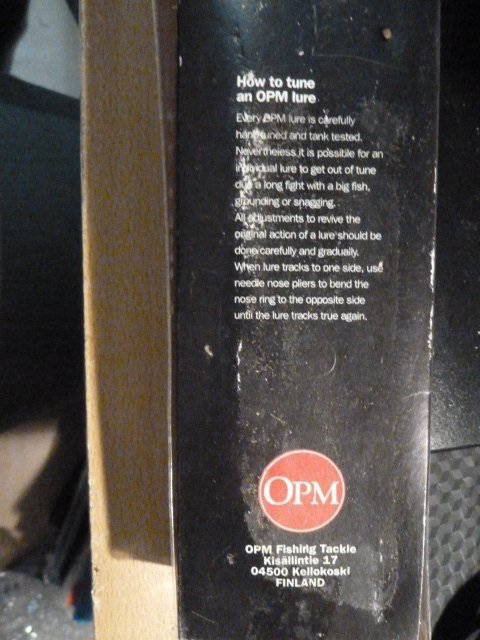 How to tune
an OPM lure
Every OPM lure is carefully
hand tuned and tank tested.
Nevertheless it is possible for an
individual lure to get out of tune
due a long fight with a big fish,
grounding or snagging.
All adjustments to revive the
original action of a lure should be
done carefully and gradually.
When lure tracks to one side, use
needle nose pliers to bend the
nose ring to the opposite side
until the lure tracks true again.
OPM
OPM Fishing Tackle
Kisällintie 17
04500 Kellokoski
FINLAND